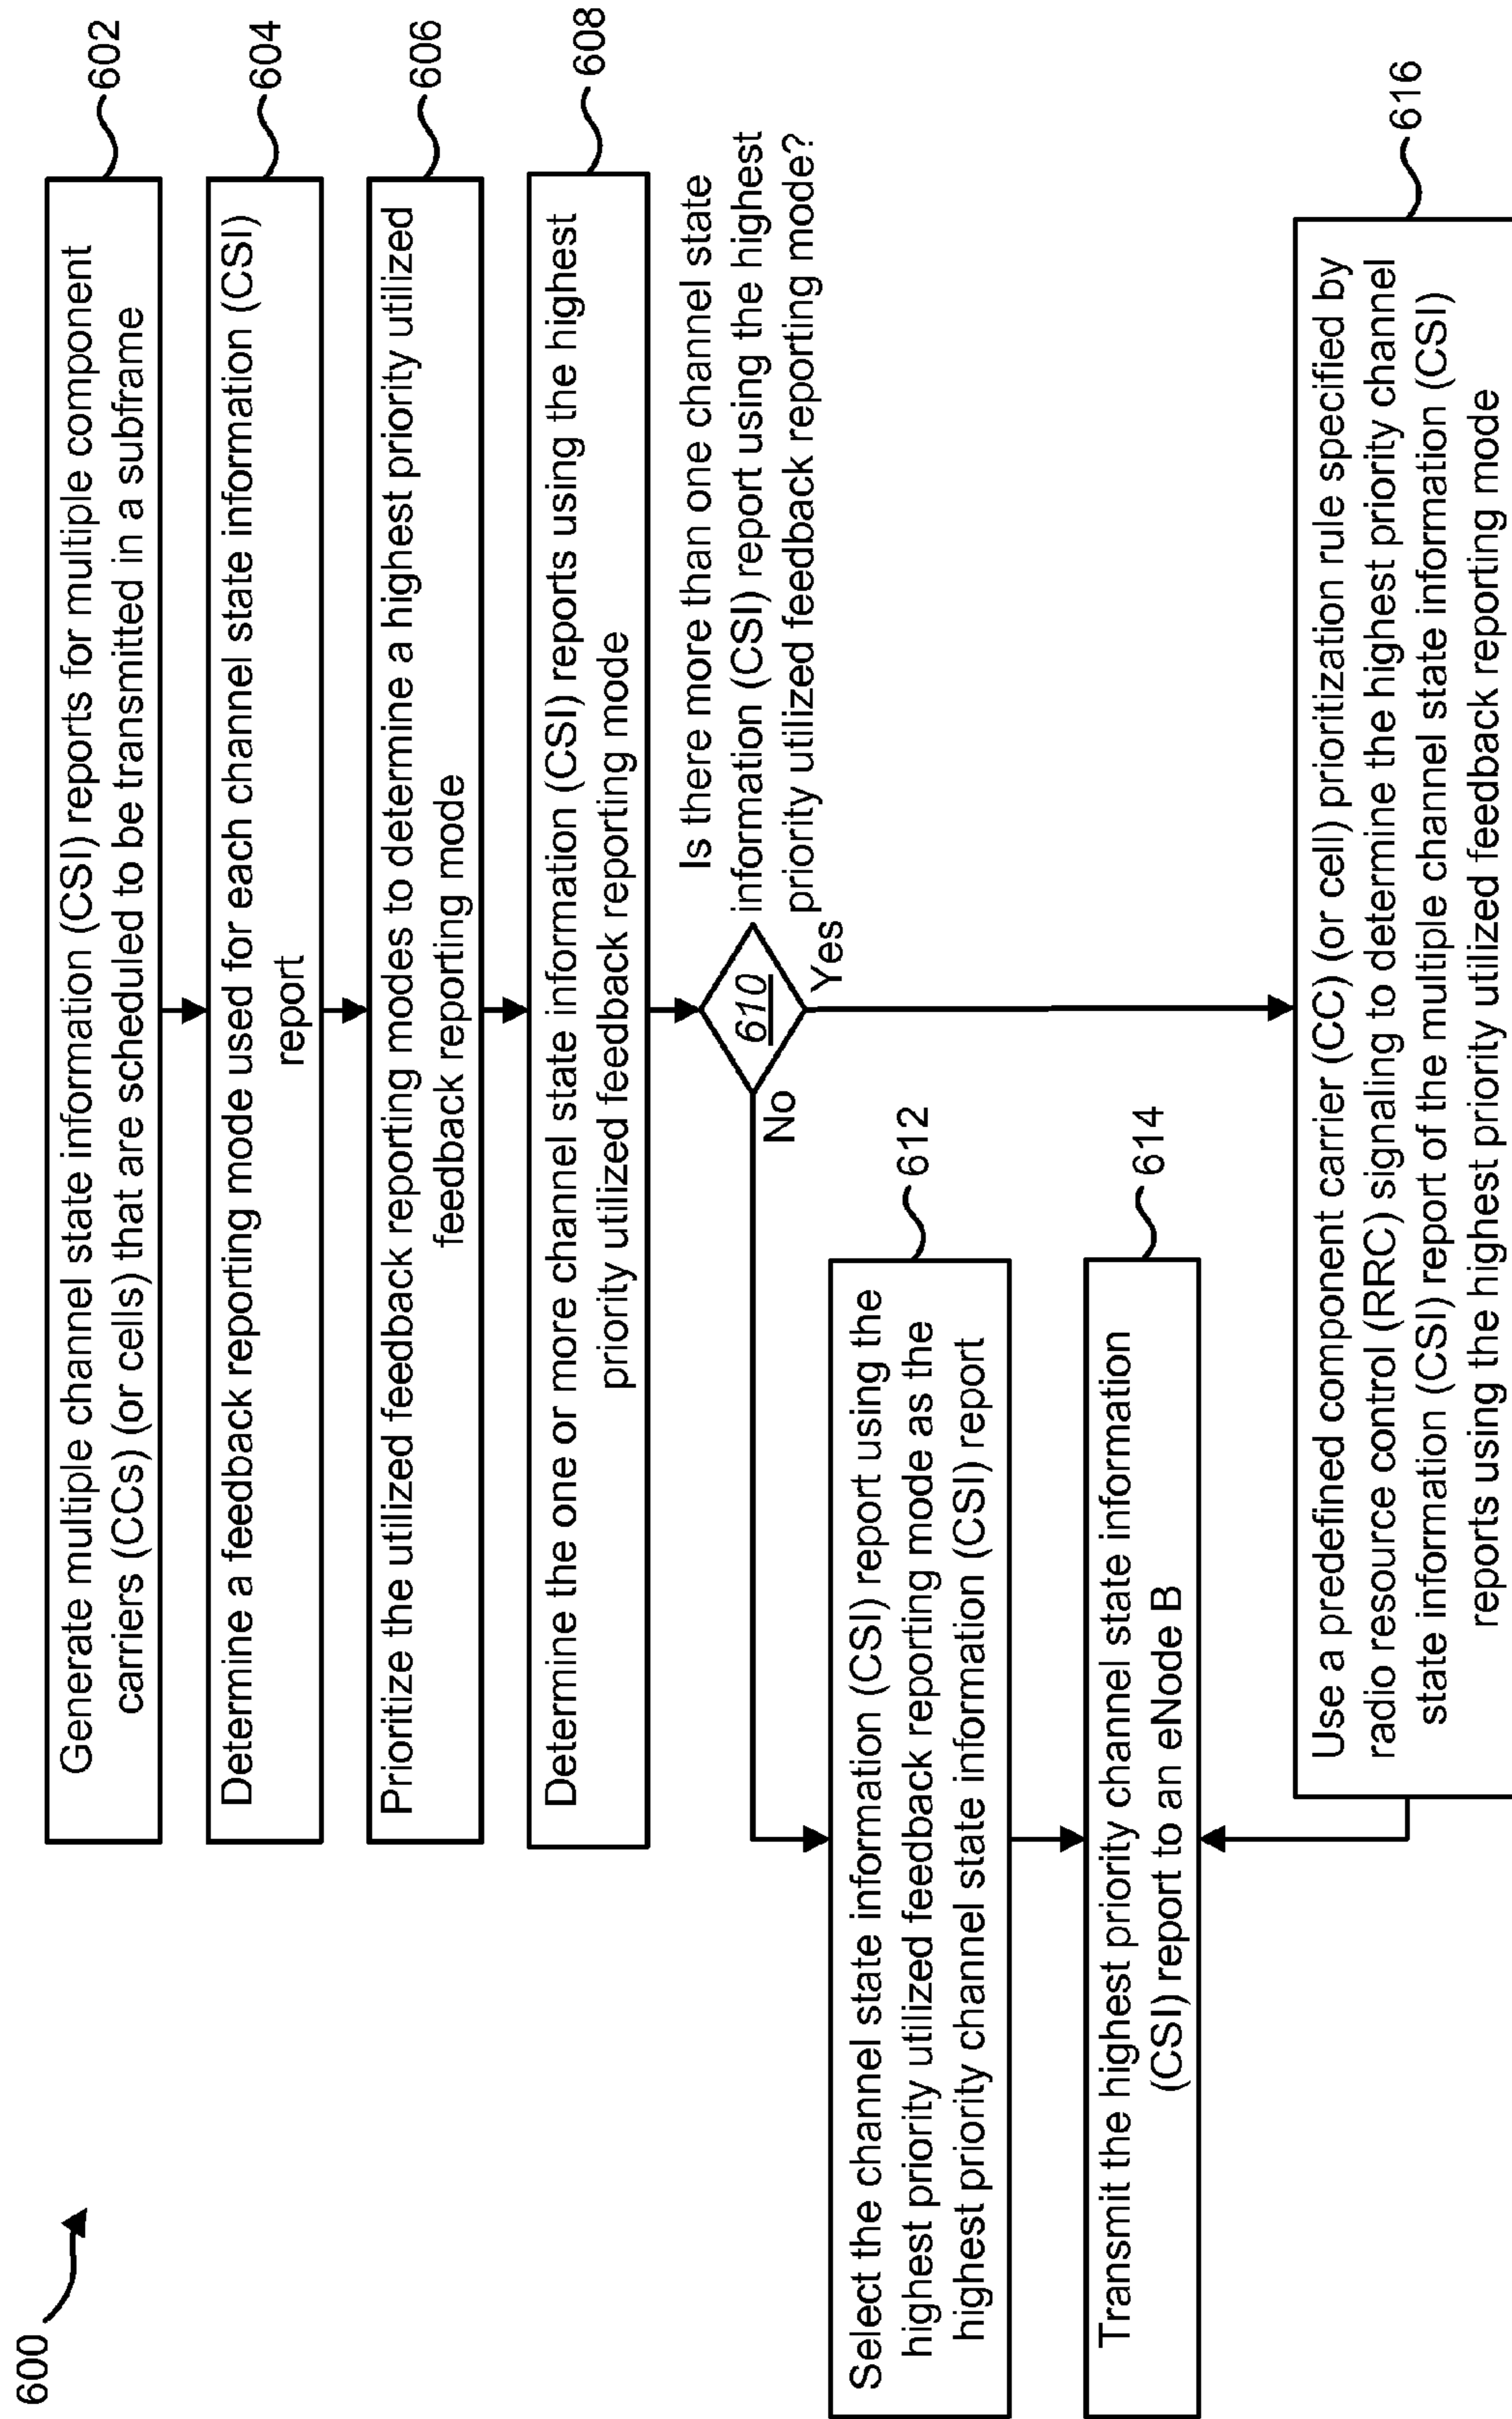 600
Generate multiple channel state information (CSI) reports for multiple component
carriers (CCs) (or cells) that are scheduled to be transmitted in a subframe
602
Determine a feedback reporting mode used for each channel state information (CSI)
report
604
Prioritize the utilized feedback reporting modes to determine a highest priority utilized
feedback reporting mode
606
Determine the one or more channel state information (CSI) reports using the highest
priority utilized feedback reporting mode
608
Is there more than one channel state
information (CSI) report using the highest
priority utilized feedback reporting mode?
610
No
Yes
Select the channel state information (CSI) report using the
highest priority utilized feedback reporting mode as the
highest priority channel state information (CSI) report
612
Transmit the highest priority channel state information
(CSI) report to an eNode B
614
Use a predefined component carrier (CC) (or cell) prioritization rule specified by
radio resource control (RRC) signaling to determine the highest priority channel
state information (CSI) report of the multiple channel state information (CSI)
reports using the highest priority utilized feedback reporting mode
616